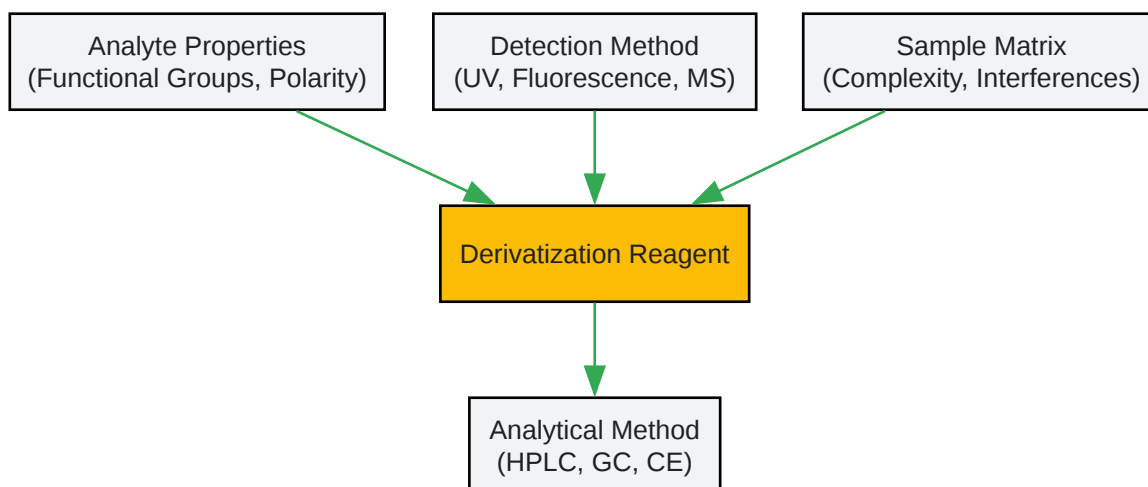 Analyte Properties
(Functional Groups, Polarity)
Detection Method
(UV, Fluorescence, MS)
Sample Matrix
(Complexity, Interferences)
Derivatization Reagent
Analytical Method
(HPLC, GC, CE)